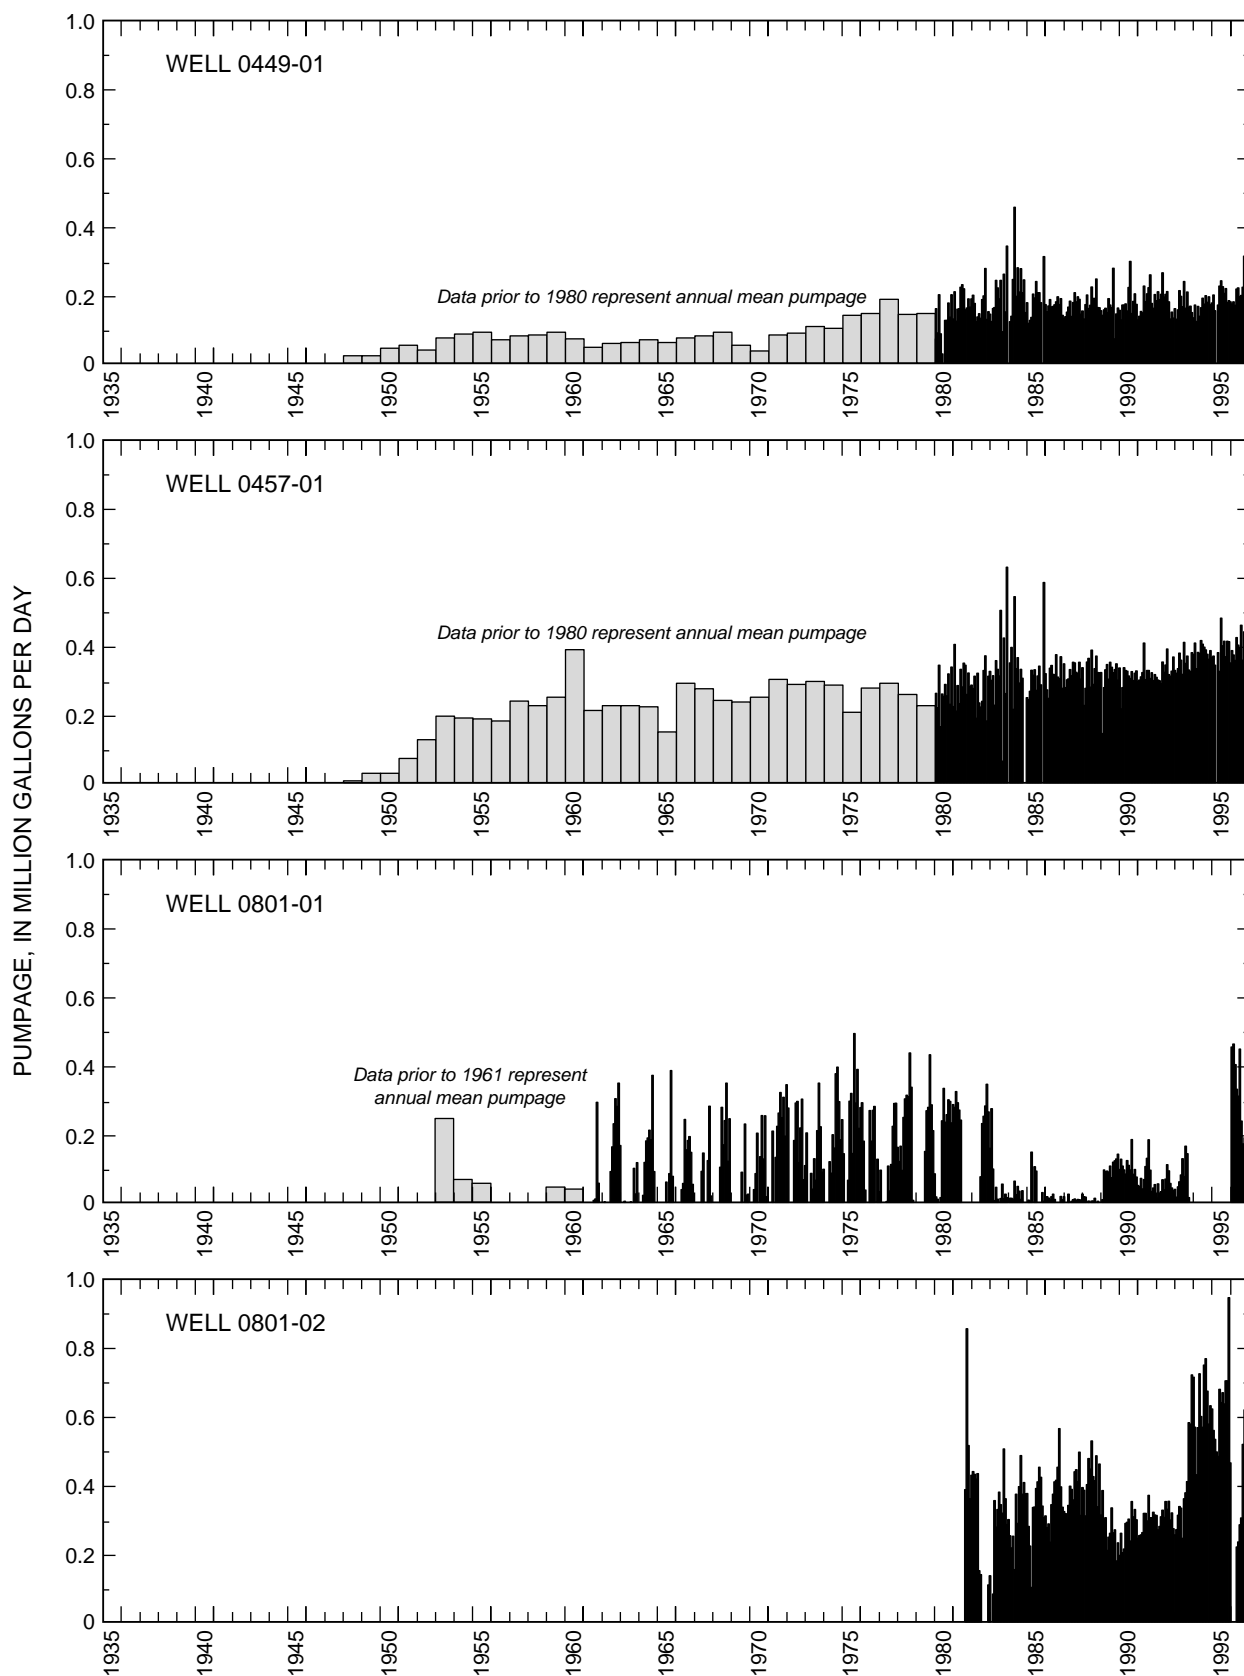 PUMPAGE, IN MILLION GALLONS PER DAY
1.0
0.8
0.6
0.4
0.2
0
WELL 0449-01
Data prior to 1980 represent annual mean pumpage
1935 1940 1945 1950 1955 1960 1965 1970 1975 1980 1985 1990 1995
1.0
0.8
0.6
0.4
0.2
0
WELL 0457-01
Data prior to 1980 represent annual mean pumpage
1935 1940 1945 1950 1955 1960 1965 1970 1975 1980 1985 1990 1995
1.0
0.8
0.6
0.4
0.2
0
WELL 0801-01
Data prior to 1961 represent
annual mean pumpage
1935 1940 1945 1950 1955 1960 1965 1970 1975 1980 1985 1990 1995
1.0
0.8
0.6
0.4
0.2
0
WELL 0801-02
1935 1940 1945 1950 1955 1960 1965 1970 1975 1980 1985 1990 1995